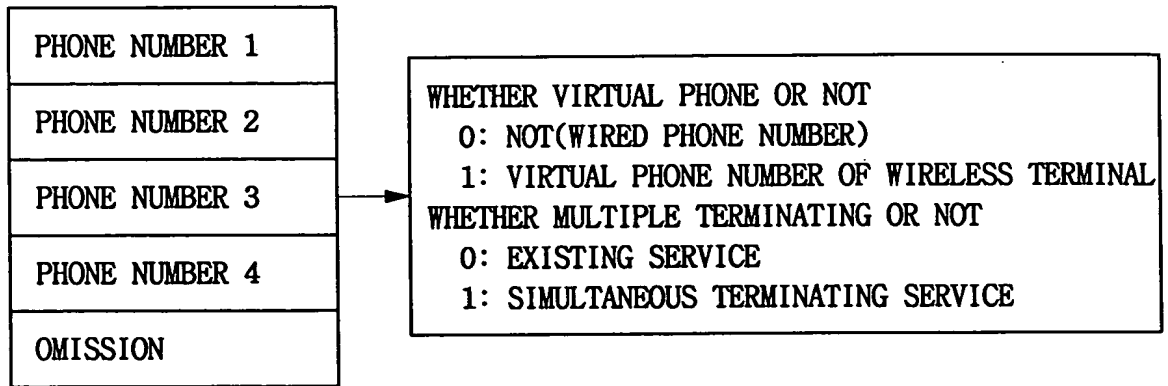 PHONE NUMBER 1
PHONE NUMBER 2
PHONE NUMBER 3
PHONE NUMBER 4
OMISSION
WHETHER VIRTUAL PHONE OR NOT
0: NOT(WIRED PHONE NUMBER)
1: VIRTUAL PHONE NUMBER OF WIRELESS TERMINAL
WHETHER MULTIPLE TERMINATING OR NOT
0: EXISTING SERVICE
1: SIMULTANEOUS TERMINATING SERVICE